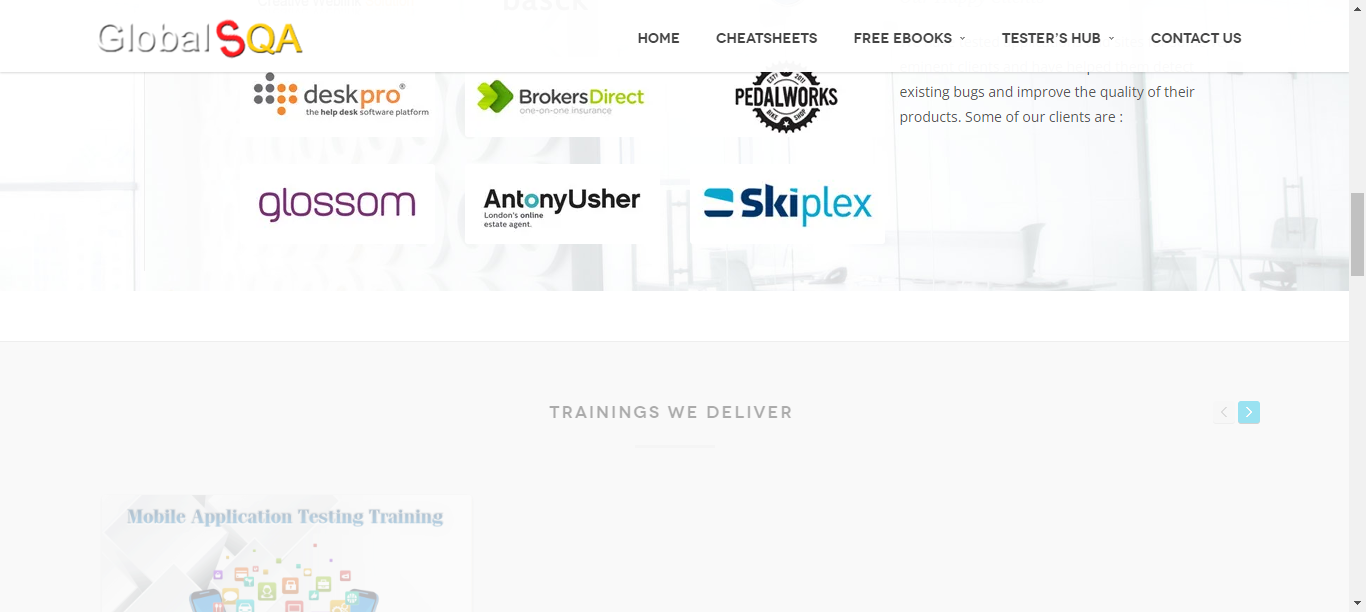 GlobalSQA
HOME
CHEATSHEETS
FREE EBOOKS
TESTER'S HUB
CONTACT US
deskpro®
the help desk software platform
BrokersDirect
one-on-one insurance
ESTD 2011
PEDALWORKS
BIKE SHOP
existing bugs and improve the quality of their
products. Some of our clients are :
glossom
AntonyUsher
London's online
estate agent.
Skiplex
TRAININGS WE DELIVER
Mobile Application Testing Training